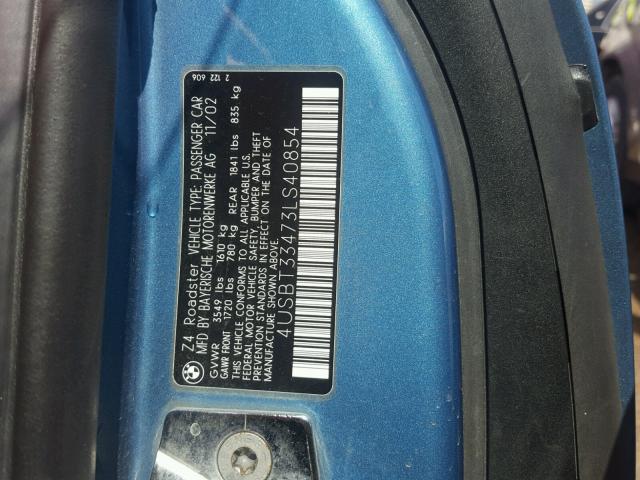 Z4 Roadster VEHICLE TYPE: PASSENGER CAR
MFD BY BAYERISCHE MOTORENWERKE AG 11/02
GVWR 3549 lbs 1610 kg
GAWR FRONT 1720 lbs 780 kg REAR 1841 lbs 835 kg
THIS VEHICLE CONFORMS TO ALL APPLICABLE U.S.
FEDERAL MOTOR VEHICLE SAFETY, BUMPER AND THEFT
PREVENTION STANDARDS IN EFFECT ON THE DATE OF
MANUFACTURE SHOWN ABOVE.
4USBT33473LS40854
2 122 606